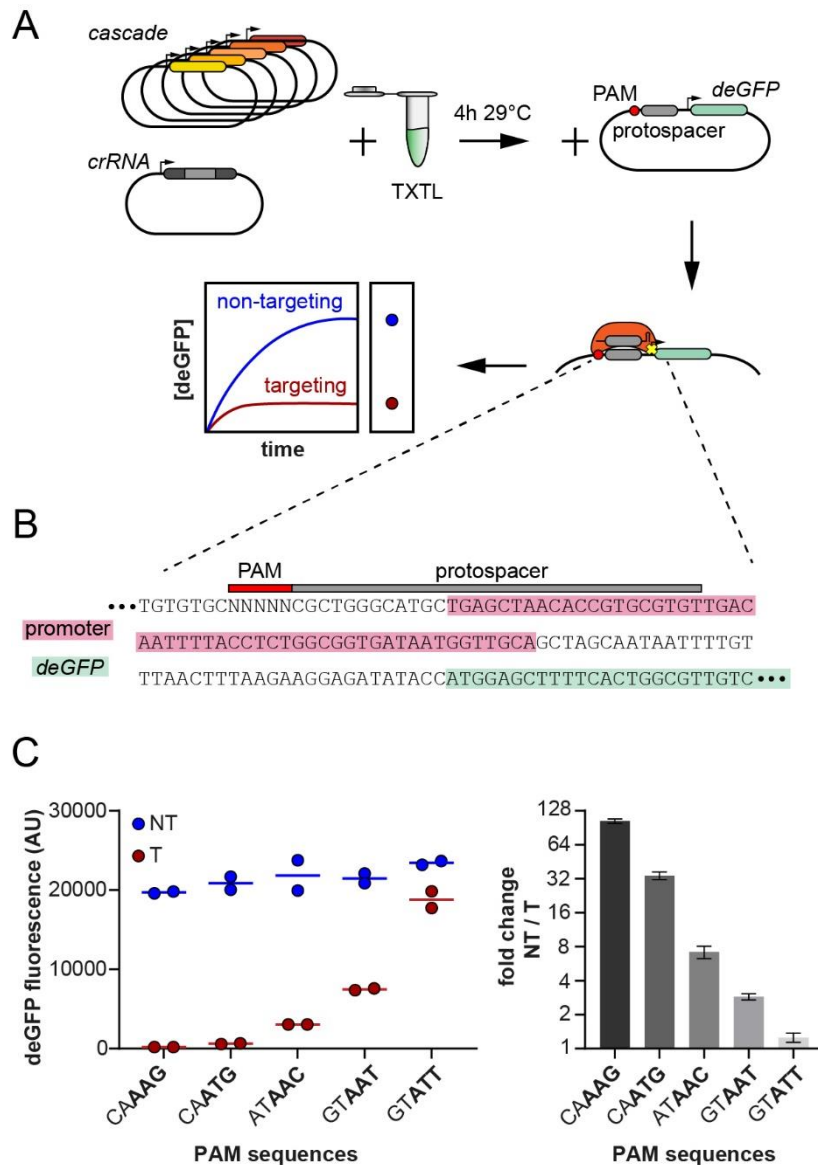 A
cascade
crRNA
+
TXTL
4h 29°C
+
PAM
deGFP
protospacer
[deGFP]
non-targeting
targeting
time
B
PAM protospacer
•••TGTGTGCNNNNNCGCTGGGCATGCTGAGCTAACACCGTGCGTGTTGAC
promoter AATTTTACCTCTGGCGGTGATAATGGTTGCAGCTAGCAATAATTTTGT
deGFP TTAACTTTAAGAAGGAGATATACCATGGAGCTTTTCACTGGCGTTGTC•••
C
deGFP fluorescence (AU)
30000
20000
10000
0
NT
T
CAAAG
CAATG
ATAAC
GTAAT
GTATT
PAM sequences
fold change
NT / T
128
64
32
16
8
4
2
1
CAAAG
CAATG
ATAAC
GTAAT
GTATT
PAM sequences